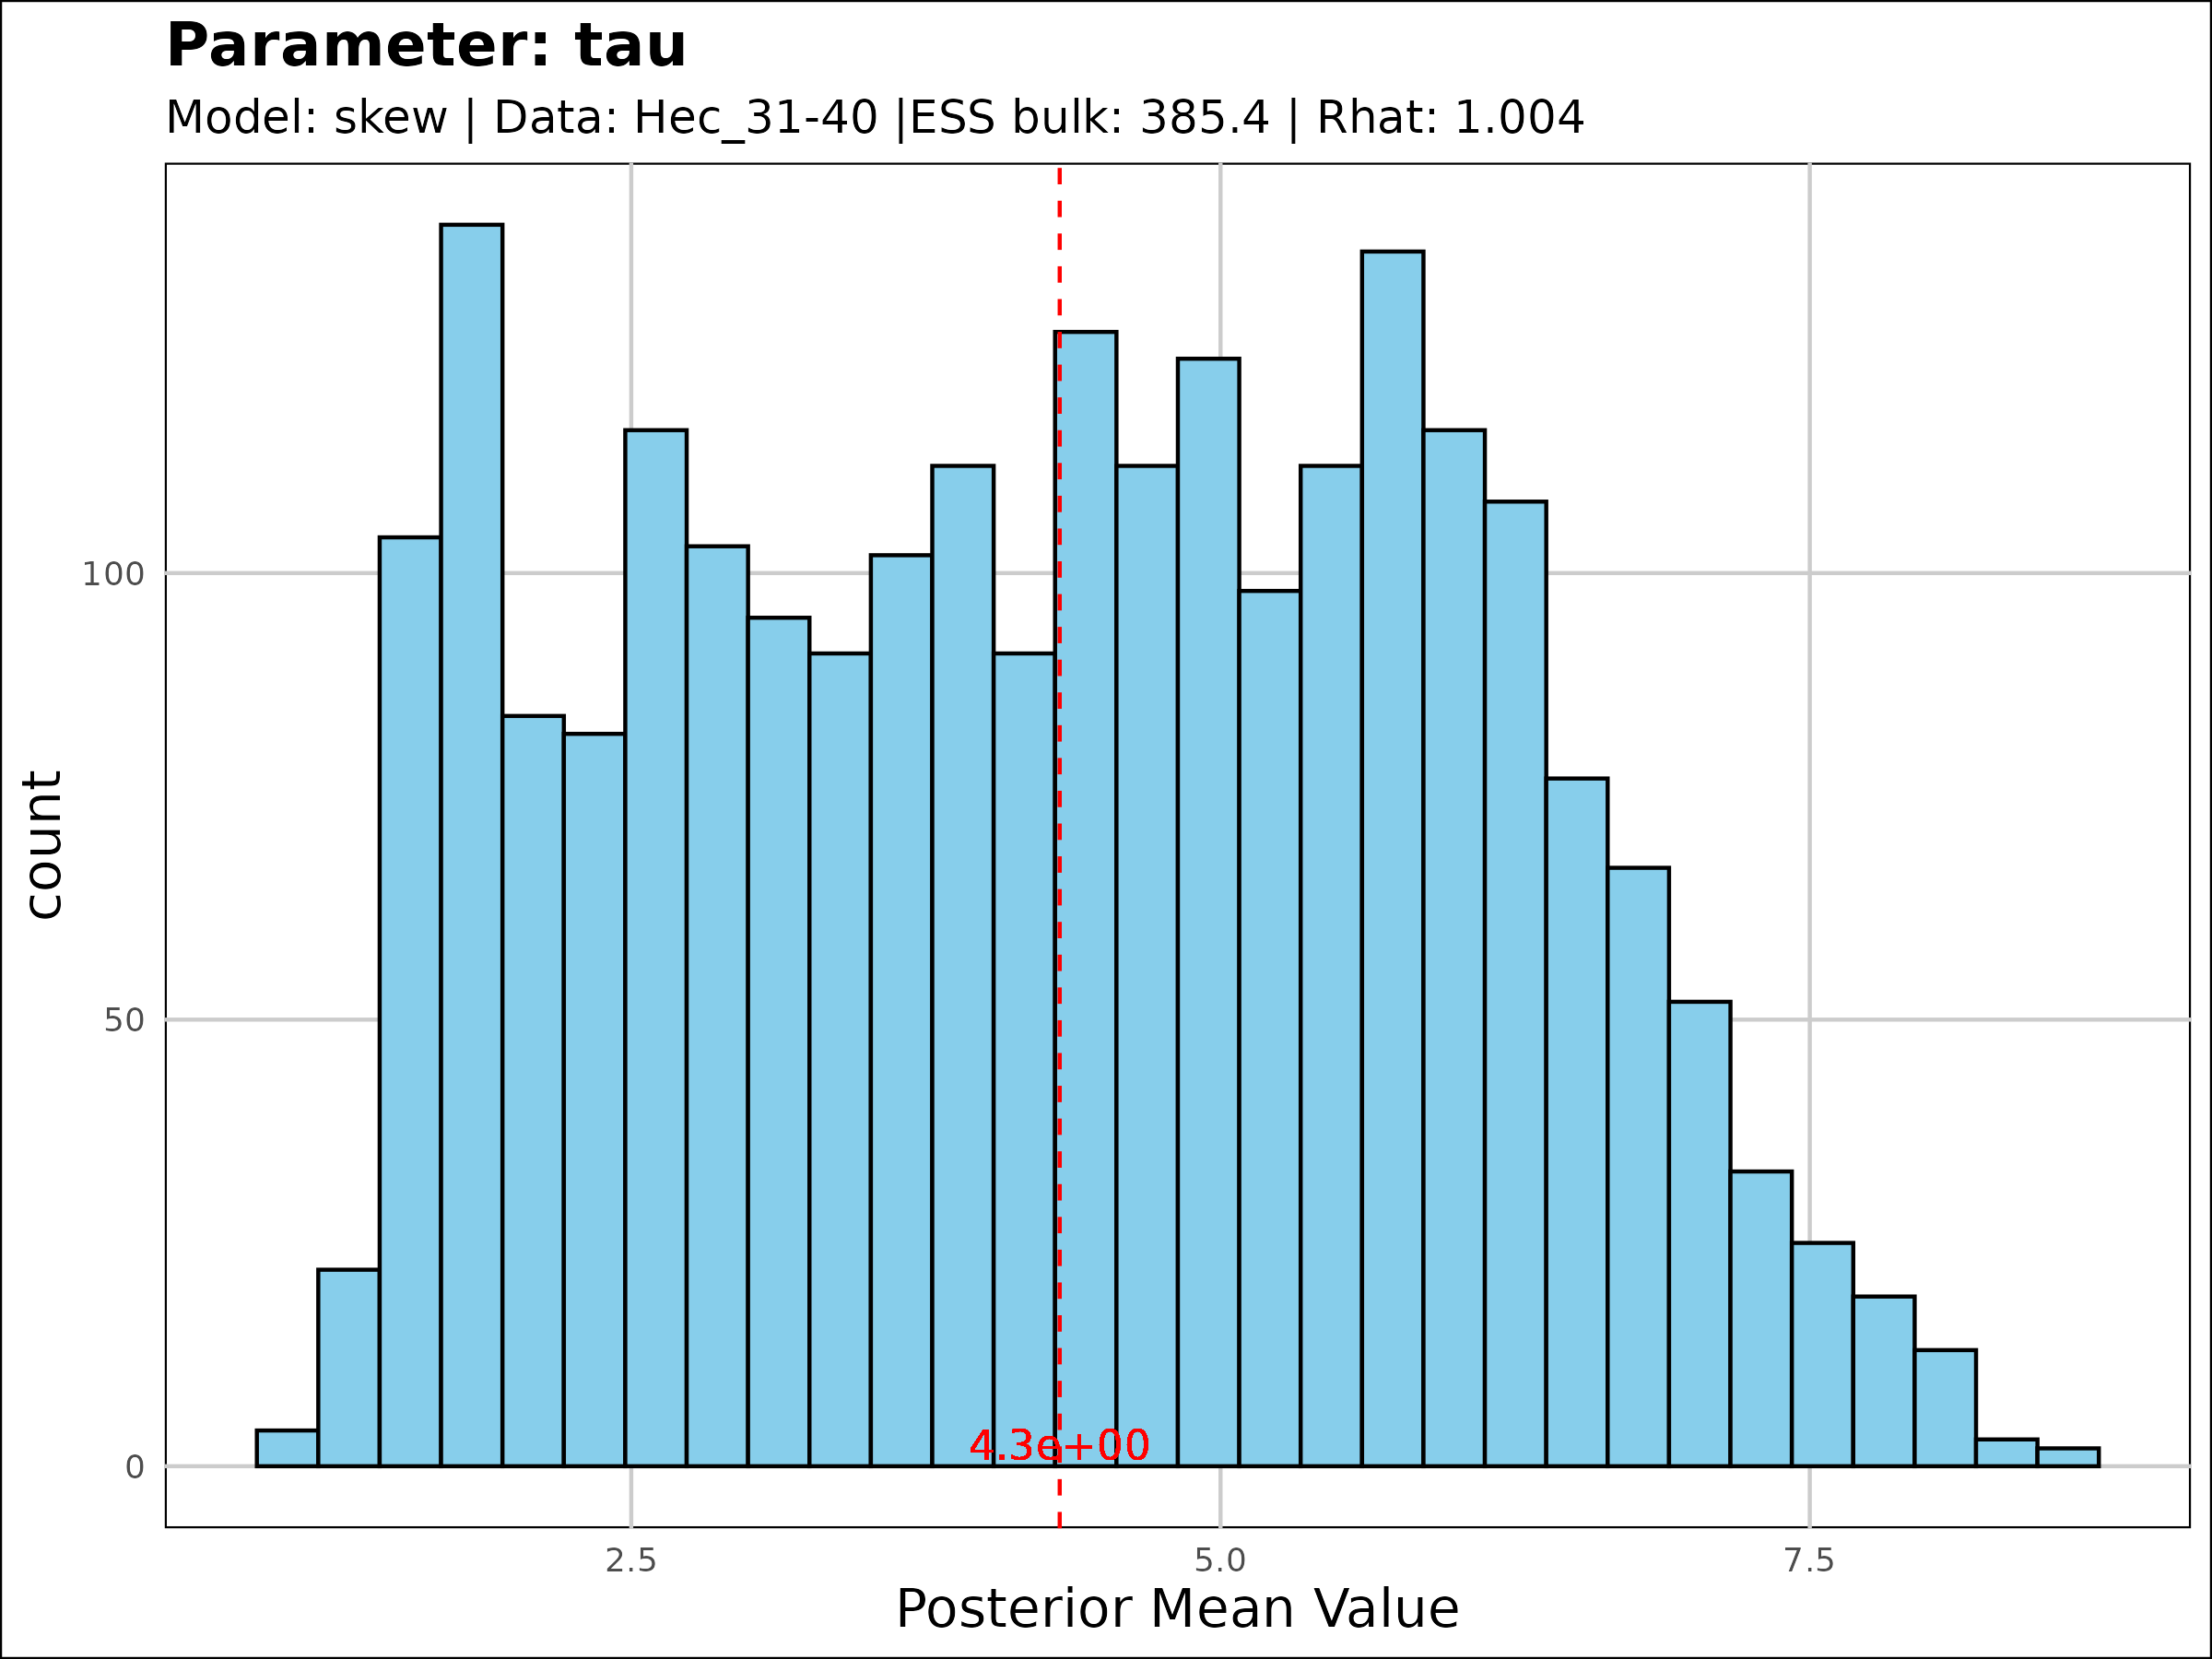 Parameter: tau
Model: skew | Data: Hec_31-40 |ESS bulk: 385.4 | Rhat: 1.004
count
100
50
0
4.3e+00
2.5
5.0
7.5
Posterior Mean Value